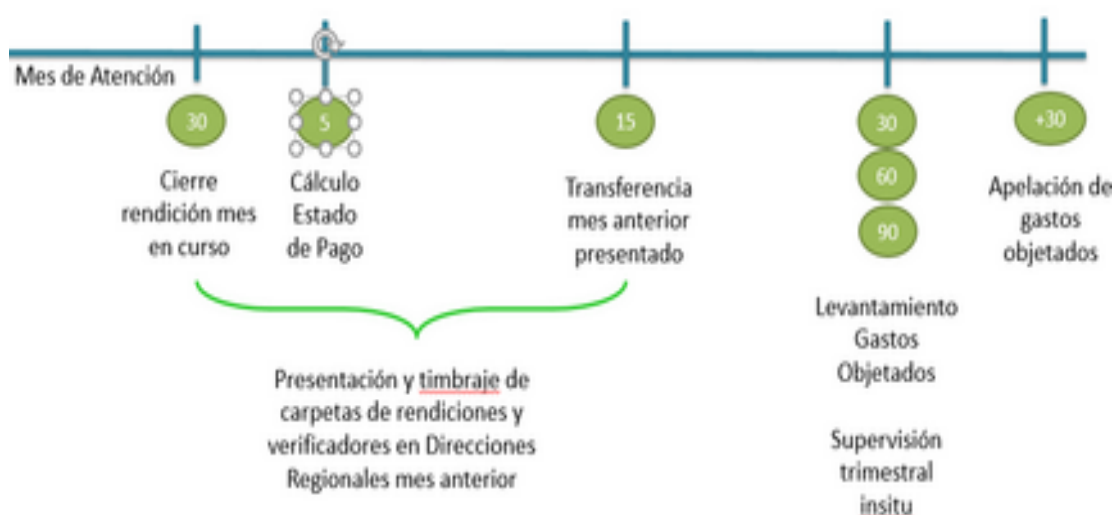 Mes de Atención
30
Cierre
rendición mes
en curso
5
Cálculo
Estado
de Pago
15
Transferencia
mes anterior
presentado
30
60
90
Levantamiento
Gastos
Objetados
Supervisión
trimestral
insitu
+30
Apelación de
gastos
objetados
Presentación y timbraje de
carpetas de rendiciones y
verificadores en Direcciones
Regionales mes anterior